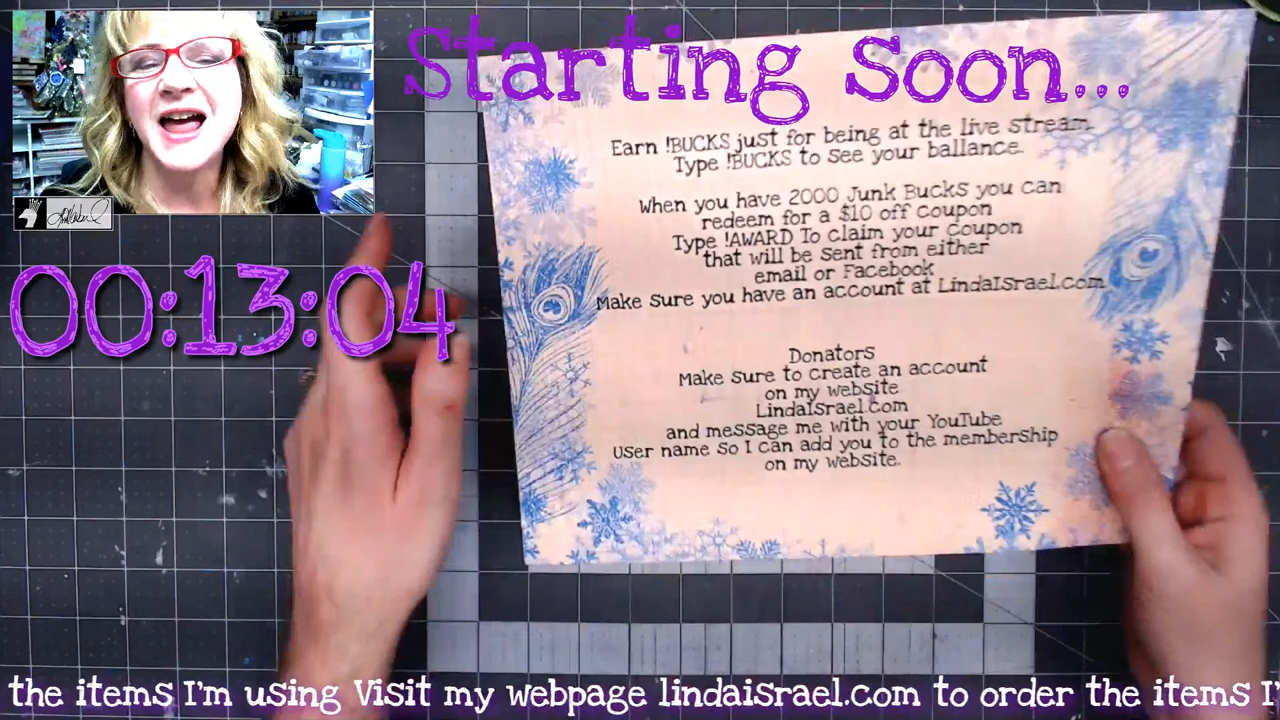 Starting Soon...
Earn !BUCKS just for being at the live stream.
Type !BUCKS to see your ballance.
When you have 2000 Junk Bucks you can
redeem for a $10 off coupon
Type !AWARD To claim your coupon
that will be sent from either
email or Facebook
Make sure you have an account at LindaIsrael.com
00:13:04
Donators
Make sure to create an account
on my website
LindaIsrael.com
and message me with your YouTube
User name so I can add you to the membership
on my website.
the items I'm using Visit my webpage lindaisrael.com to order the items I'